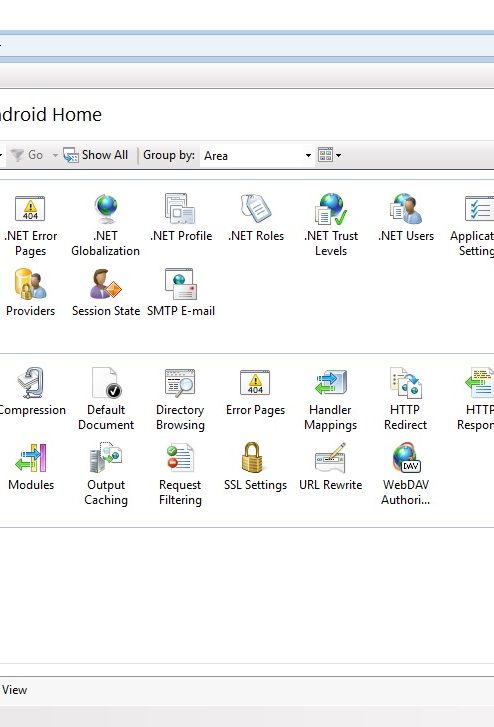 ndroid Home
Go Show All Group by: Area
.NET Error Pages
.NET Globalization
.NET Profile
.NET Roles
.NET Trust Levels
.NET Users
Applicat
Setting
Providers
Session State
SMTP E-mail
Compression
Default Document
Directory Browsing
Error Pages
Handler Mappings
HTTP Redirect
HTTP
Respon
Modules
Output Caching
Request Filtering
SSL Settings
URL Rewrite
WebDAV Authori...
View
404
404
DAV